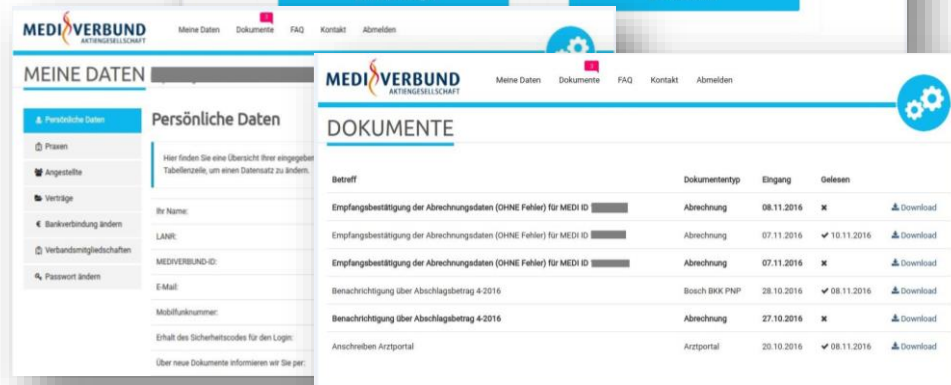 MEDIVERBUND
AKTIENGESELLSCHAFT
Meine Daten Dokumente FAQ Kontakt Abmelden
MEINE DATEN
Persönliche Daten
Praxen
Angestellte
Verträge
Bankverbindung ändern
Verbandsmitgliedschaften
Passwort ändern
Persönliche Daten
Hier finden Sie eine Übersicht Ihrer eingegeben
Tabellenzeile, um einen Datensatz zu ändern.
Ihr Name:
LANR:
MEDIVERBUND-ID:
E-Mail:
Mobilfunknummer:
Erhalt des Sicherheitscodes für den Login:
Über neue Dokumente informieren wir Sie per:
MEDIVERBUND
AKTIENGESELLSCHAFT
3
Meine Daten Dokumente FAQ Kontakt Abmelden
DOKUMENTE
Betreff Dokumententyp Eingang Gelesen
Empfangsbestätigung der Abrechnungsdaten (OHNE Fehler) für MEDI ID Abrechnung 08.11.2016 Download
Empfangsbestätigung der Abrechnungsdaten (OHNE Fehler) für MEDI ID Abrechnung 07.11.2016 10.11.2016 Download
Empfangsbestätigung der Abrechnungsdaten (OHNE Fehler) für MEDI ID Abrechnung 07.11.2016 Download
Benachrichtigung über Abschlagsbetrag 4-2016 Bosch BKK PNP 28.10.2016 08.11.2016 Download
Benachrichtigung über Abschlagsbetrag 4-2016 Abrechnung 27.10.2016 Download
Anschreiben Arztportal Arztportal 20.10.2016 08.11.2016 Download